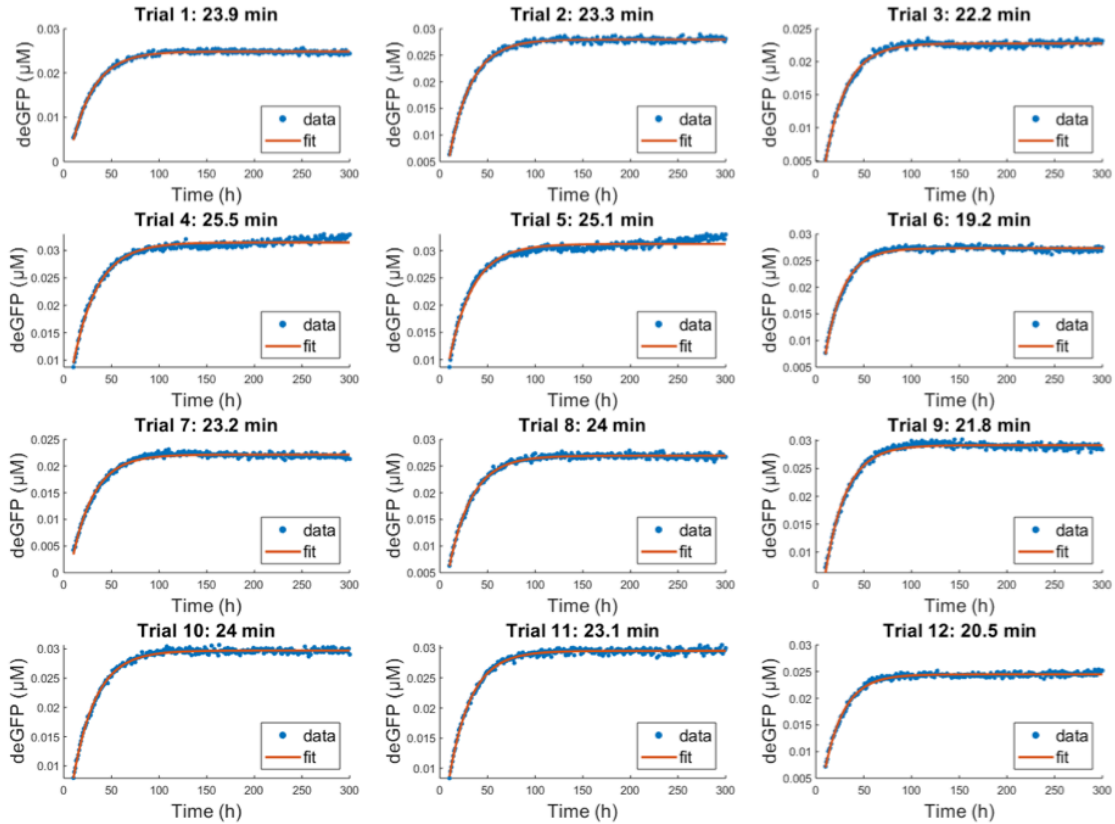 Trial 1: 23.9 min
0.03
0.02
0.01
0
deGFP (µM)
data
fit
0 50 100 150 200 250 300
Time (h)
Trial 2: 23.3 min
0.03
0.025
0.02
0.015
0.01
0.005
deGFP (µM)
data
fit
0 50 100 150 200 250 300
Time (h)
Trial 3: 22.2 min
0.025
0.02
0.015
0.01
0.005
deGFP (µM)
data
fit
0 50 100 150 200 250 300
Time (h)
Trial 4: 25.5 min
0.03
0.025
0.02
0.015
0.01
deGFP (µM)
data
fit
0 50 100 150 200 250 300
Time (h)
Trial 5: 25.1 min
0.03
0.025
0.02
0.015
0.01
deGFP (µM)
data
fit
0 50 100 150 200 250 300
Time (h)
Trial 6: 19.2 min
0.03
0.025
0.02
0.015
0.01
0.005
deGFP (µM)
data
fit
0 50 100 150 200 250 300
Time (h)
Trial 7: 23.2 min
0.025
0.02
0.015
0.01
0.005
0
deGFP (µM)
data
fit
0 50 100 150 200 250 300
Time (h)
Trial 8: 24 min
0.03
0.025
0.02
0.015
0.01
0.005
deGFP (µM)
data
fit
0 50 100 150 200 250 300
Time (h)
Trial 9: 21.8 min
0.03
0.025
0.02
0.015
0.01
deGFP (µM)
data
fit
0 50 100 150 200 250 300
Time (h)
Trial 10: 24 min
0.03
0.025
0.02
0.015
0.01
deGFP (µM)
data
fit
0 50 100 150 200 250 300
Time (h)
Trial 11: 23.1 min
0.03
0.025
0.02
0.015
0.01
deGFP (µM)
data
fit
0 50 100 150 200 250 300
Time (h)
Trial 12: 20.5 min
0.03
0.025
0.02
0.015
0.01
0.005
deGFP (µM)
data
fit
0 50 100 150 200 250 300
Time (h)